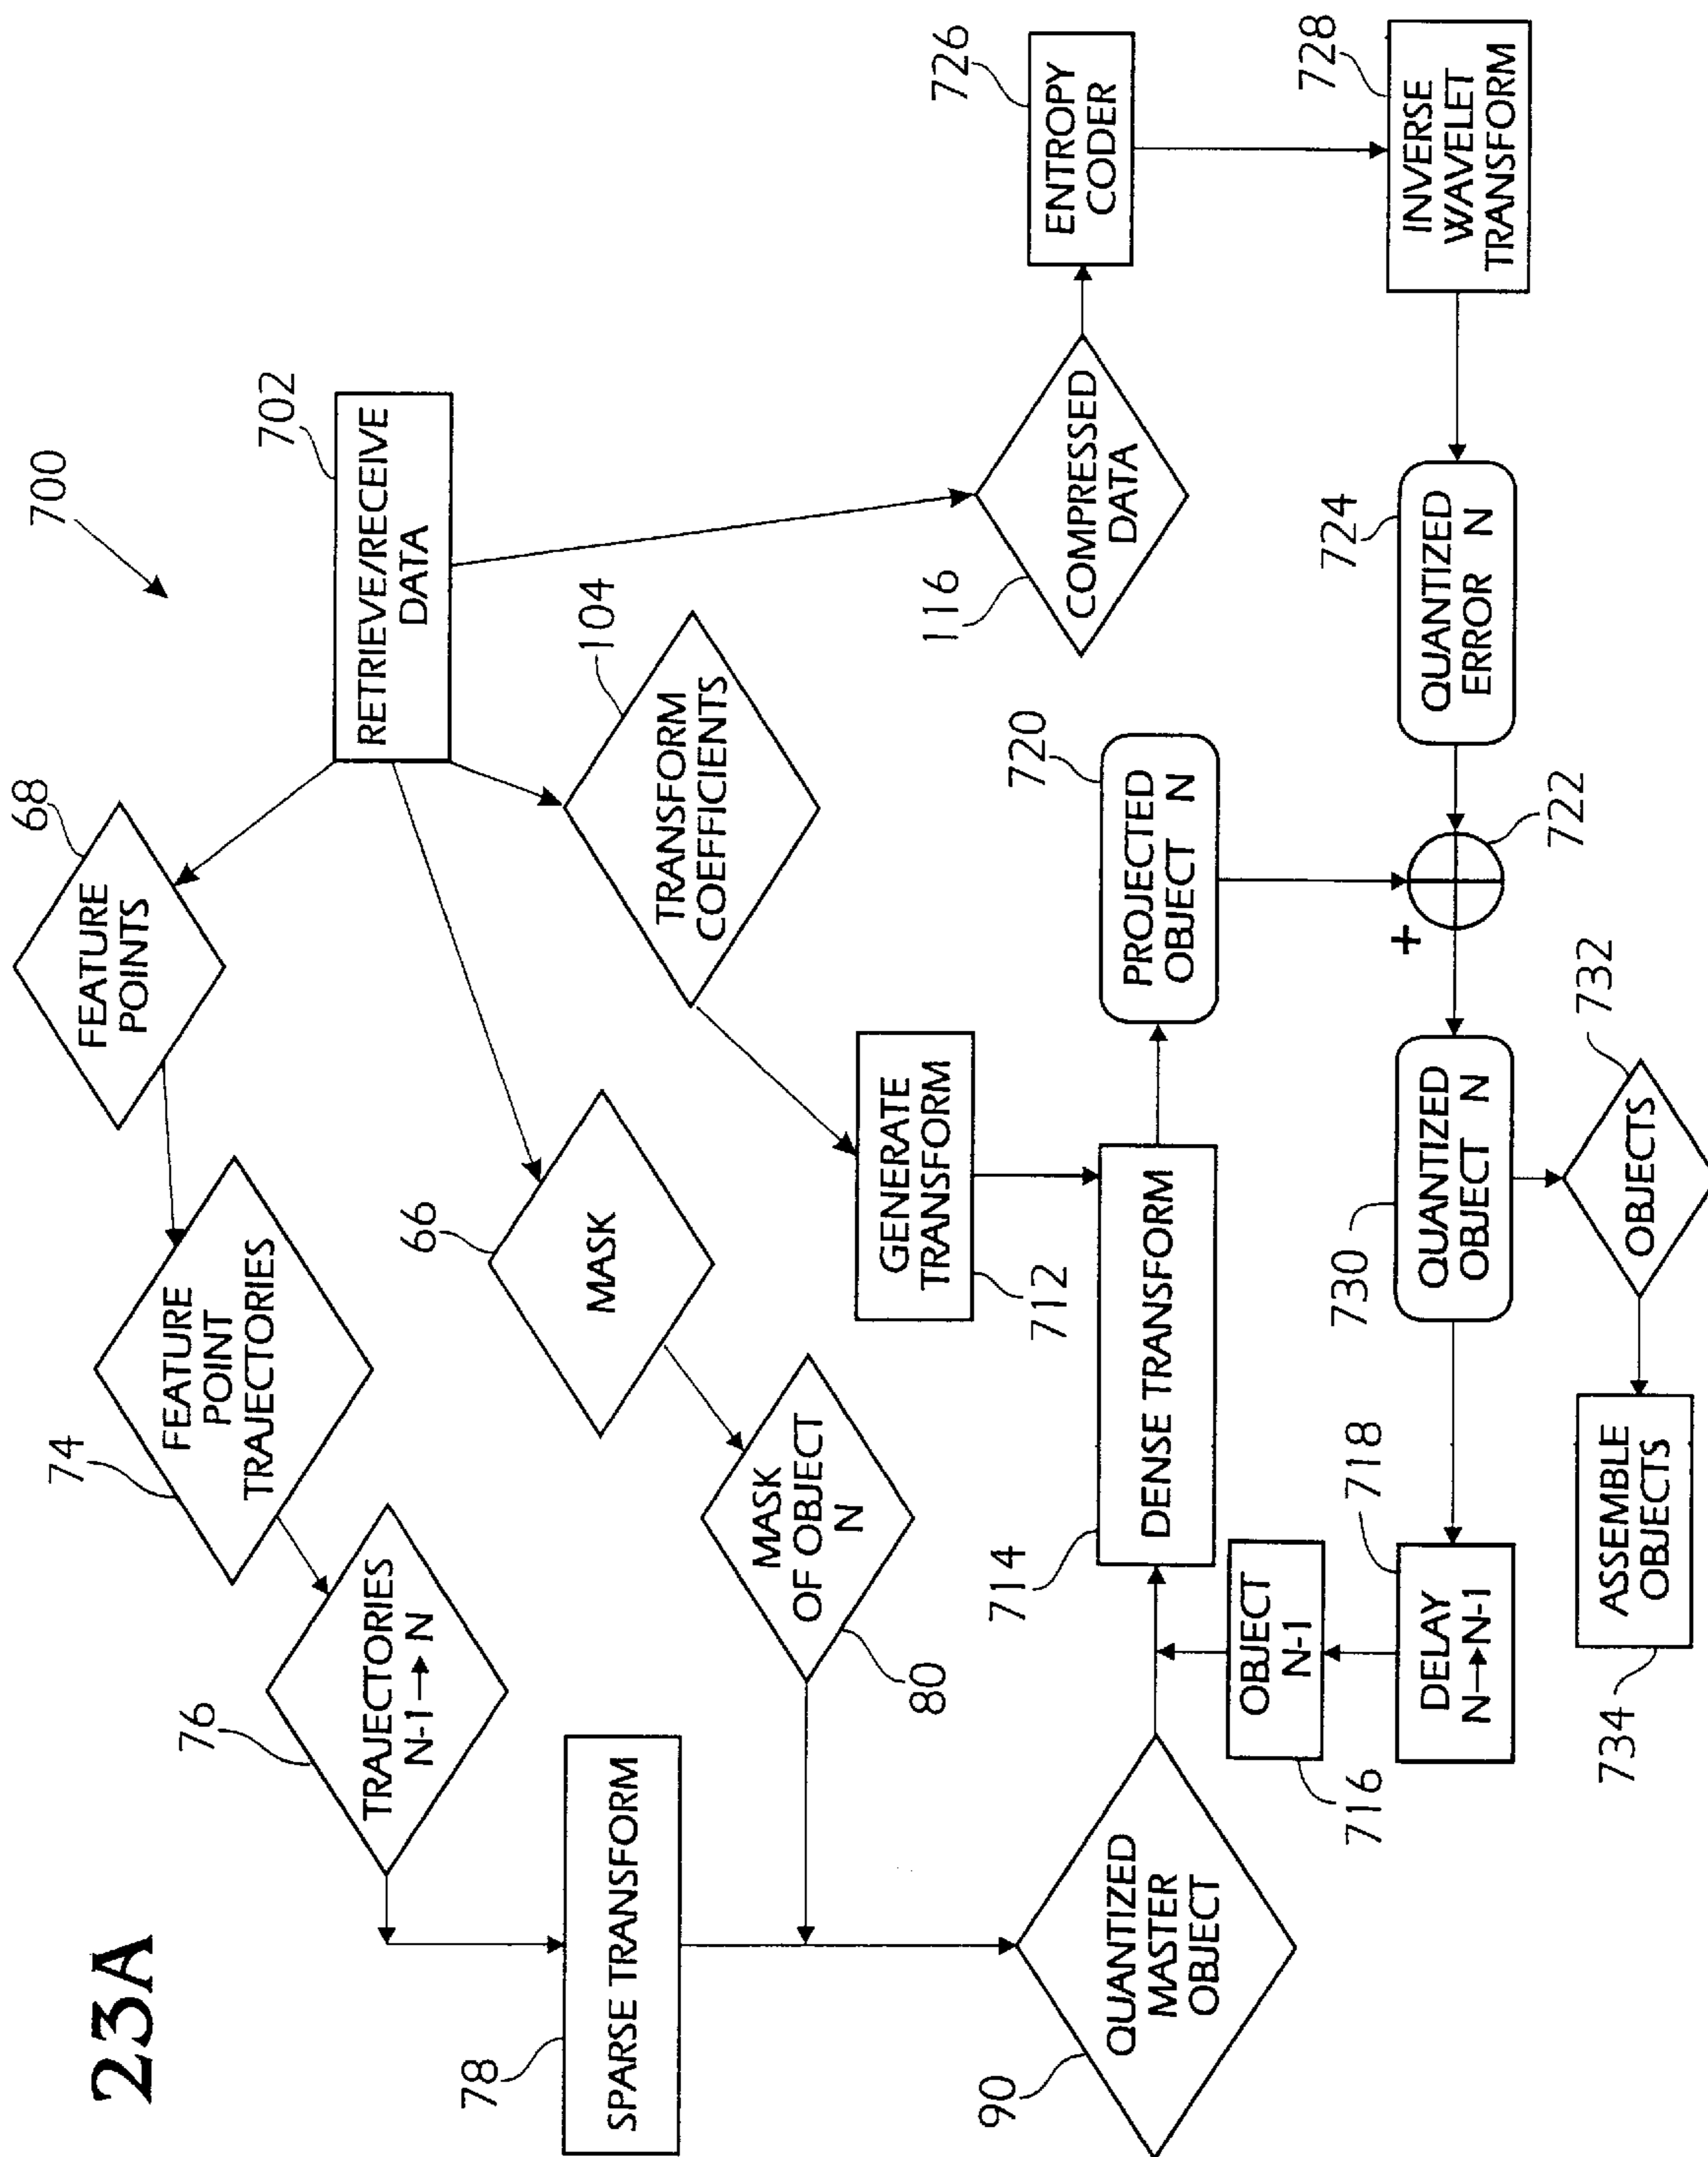 23A
700
702
RETRIEVE/RECEIVE
DATA
68
FEATURE
POINTS
74
FEATURE
POINT
TRAJECTORIES
76
TRAJECTORIES
N-1→N
78
SPARSE TRANSFORM
66
MASK
80
MASK
OF OBJECT
N
104
TRANSFORM
COEFFICIENTS
GENERATE
TRANSFORM
712
90
QUANTIZED
MASTER
OBJECT
714
DENSE TRANSFORM
716
OBJECT
N-1
718
DELAY
N→N-1
720
PROJECTED
OBJECT N
116
COMPRESSED
DATA
726
ENTROPY
CODER
728
INVERSE
WAVELET
TRANSFORM
724
QUANTIZED
ERROR N
722
+
730
QUANTIZED
OBJECT N
732
OBJECTS
734
ASSEMBLE
OBJECTS